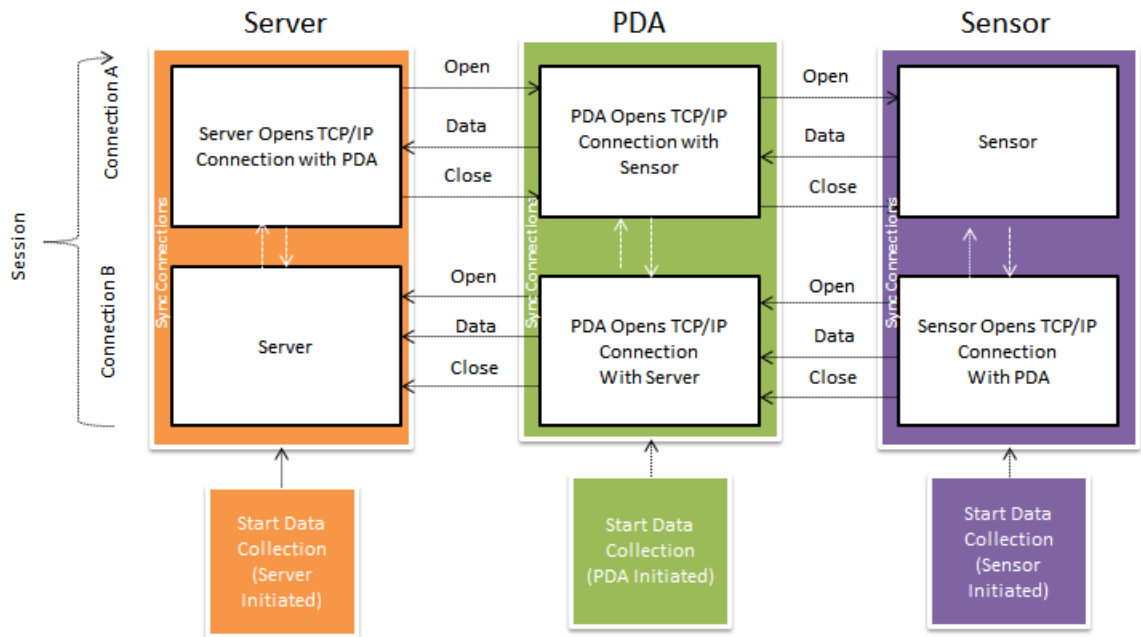 Server
PDA
Sensor
Session
Connection A
Connection B
Sync Connections
Server Opens TCP/IP
Connection with PDA
Open
Data
Close
Sync Connections
PDA Opens TCP/IP
Connection with
Sensor
Open
Data
Close
Sync Connections
Sensor
Server
Open
Data
Close
PDA Opens TCP/IP
Connection
With Server
Open
Data
Close
Sensor Opens TCP/IP
Connection
With PDA
Start Data
Collection
(Server
Initiated)
Start Data
Collection
(PDA Initiated)
Start Data
Collection
(Sensor
Initiated)